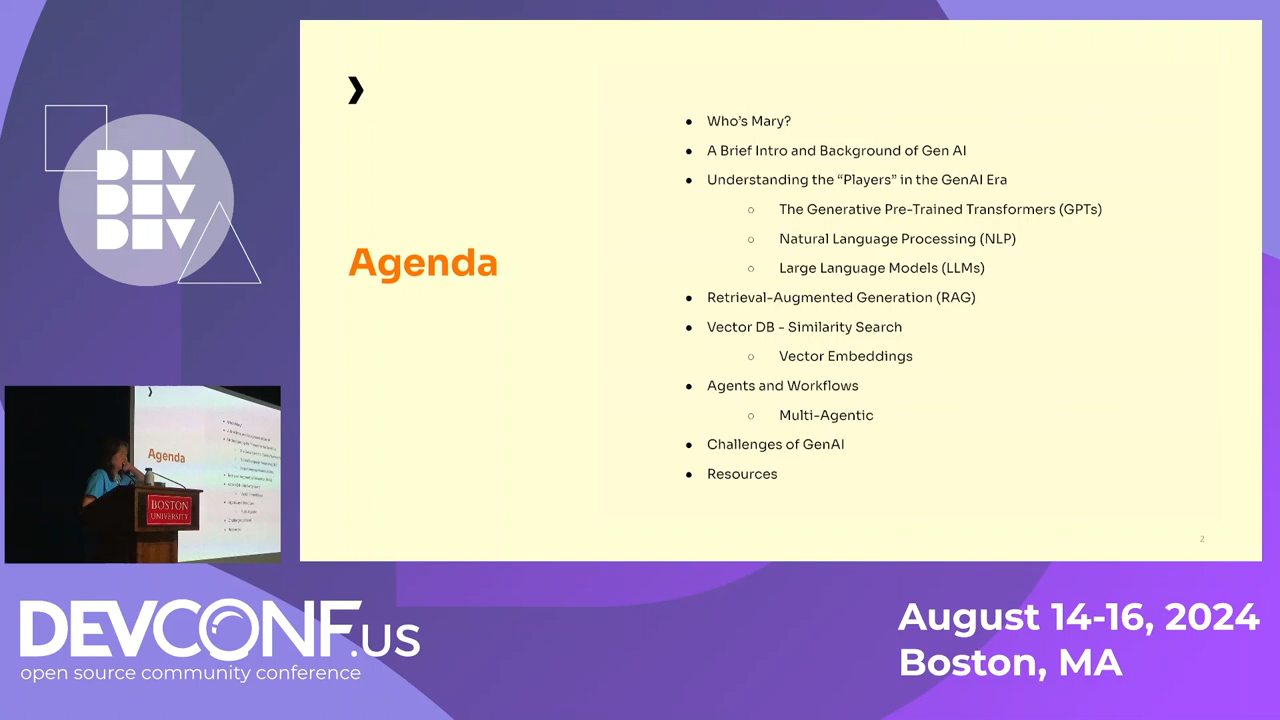 DEV
DEV
DEV
Agenda
● Who's Mary?
● A Brief Intro and Background of Gen AI
● Understanding the “Players” in the GenAI Era
○ The Generative Pre-Trained Transformers (GPTs)
○ Natural Language Processing (NLP)
○ Large Language Models (LLMs)
● Retrieval-Augmented Generation (RAG)
● Vector DB - Similarity Search
○ Vector Embeddings
● Agents and Workflows
○ Multi-Agentic
● Challenges of GenAI
● Resources
2
Agenda
BOSTON
UNIVERSITY
DEVCONF.US
open source community conference
August 14-16, 2024
Boston, MA